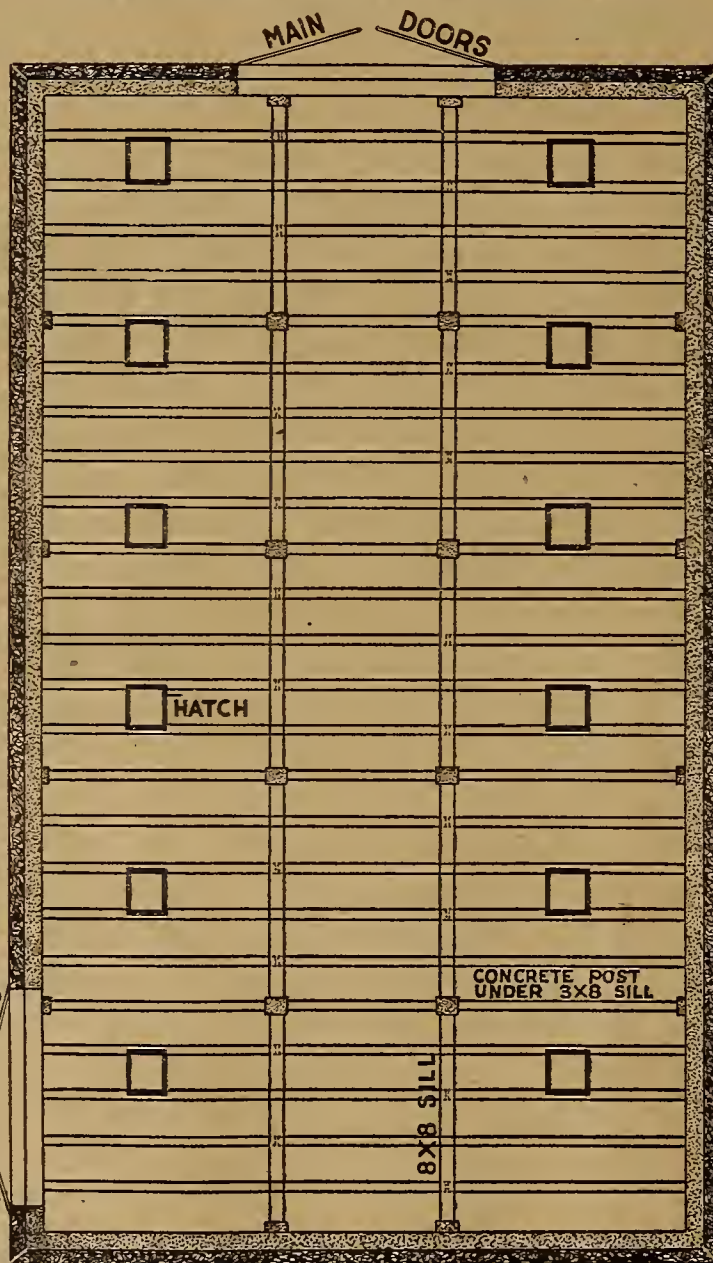 MAIN DOORS
HATCH
CONCRETE POST
UNDER 3X8 SILL
8X8 SILL